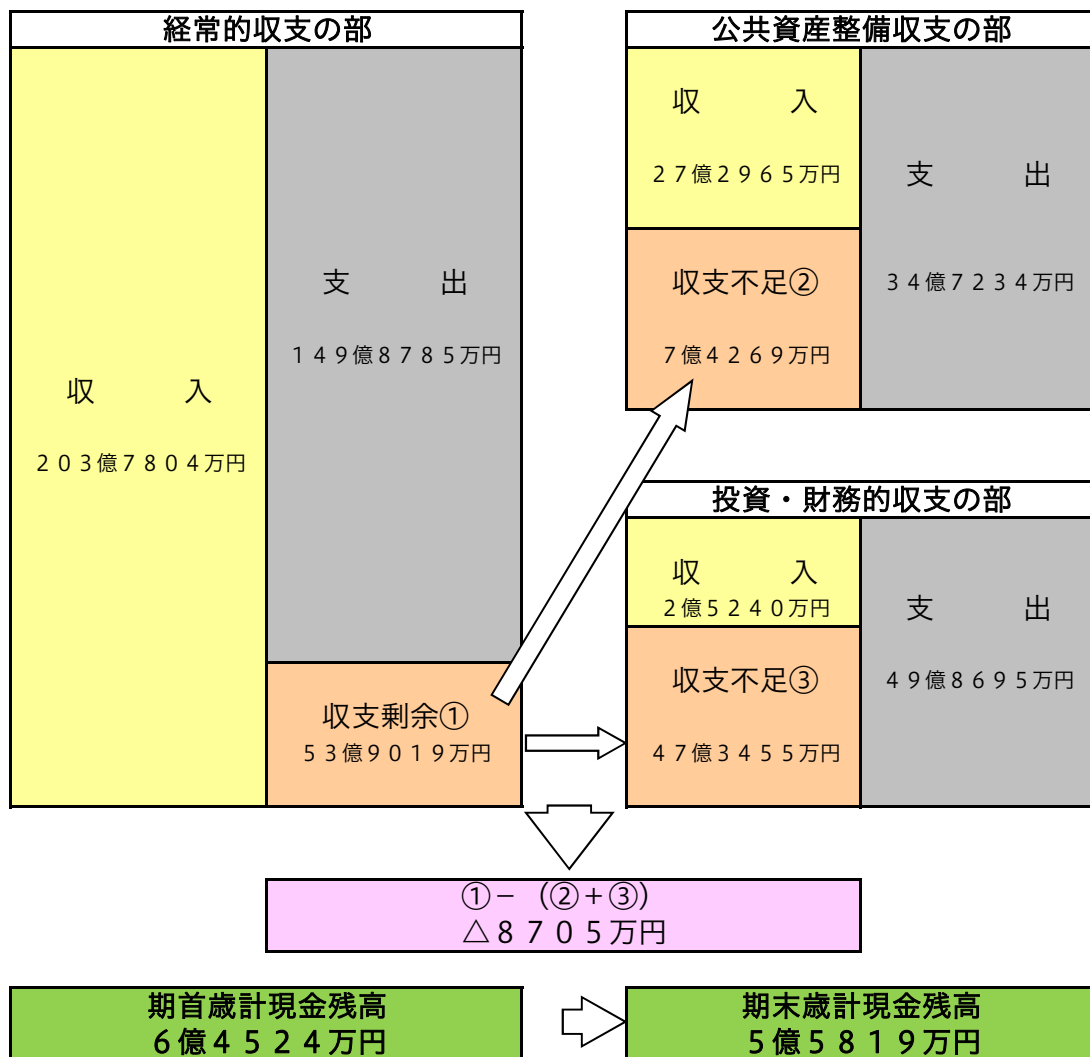 経常的収支の部
収　　　入
２０３億７８０４万円
支　　　出
１４９億８７８５万円
収支剰余①
５３億９０１９万円
公共資産整備収支の部
収　　　入
２７億２９６５万円
収支不足②
７億４２６９万円
支　　　出
３４億７２３４万円
投資・財務的収支の部
収　　　入
２億５２４０万円
収支不足③
４７億３４５５万円
支　　　出
４９億８６９５万円
①－（②＋③）
△８７０５万円
期首歳計現金残高
６億４５２４万円
期末歳計現金残高
５億５８１９万円